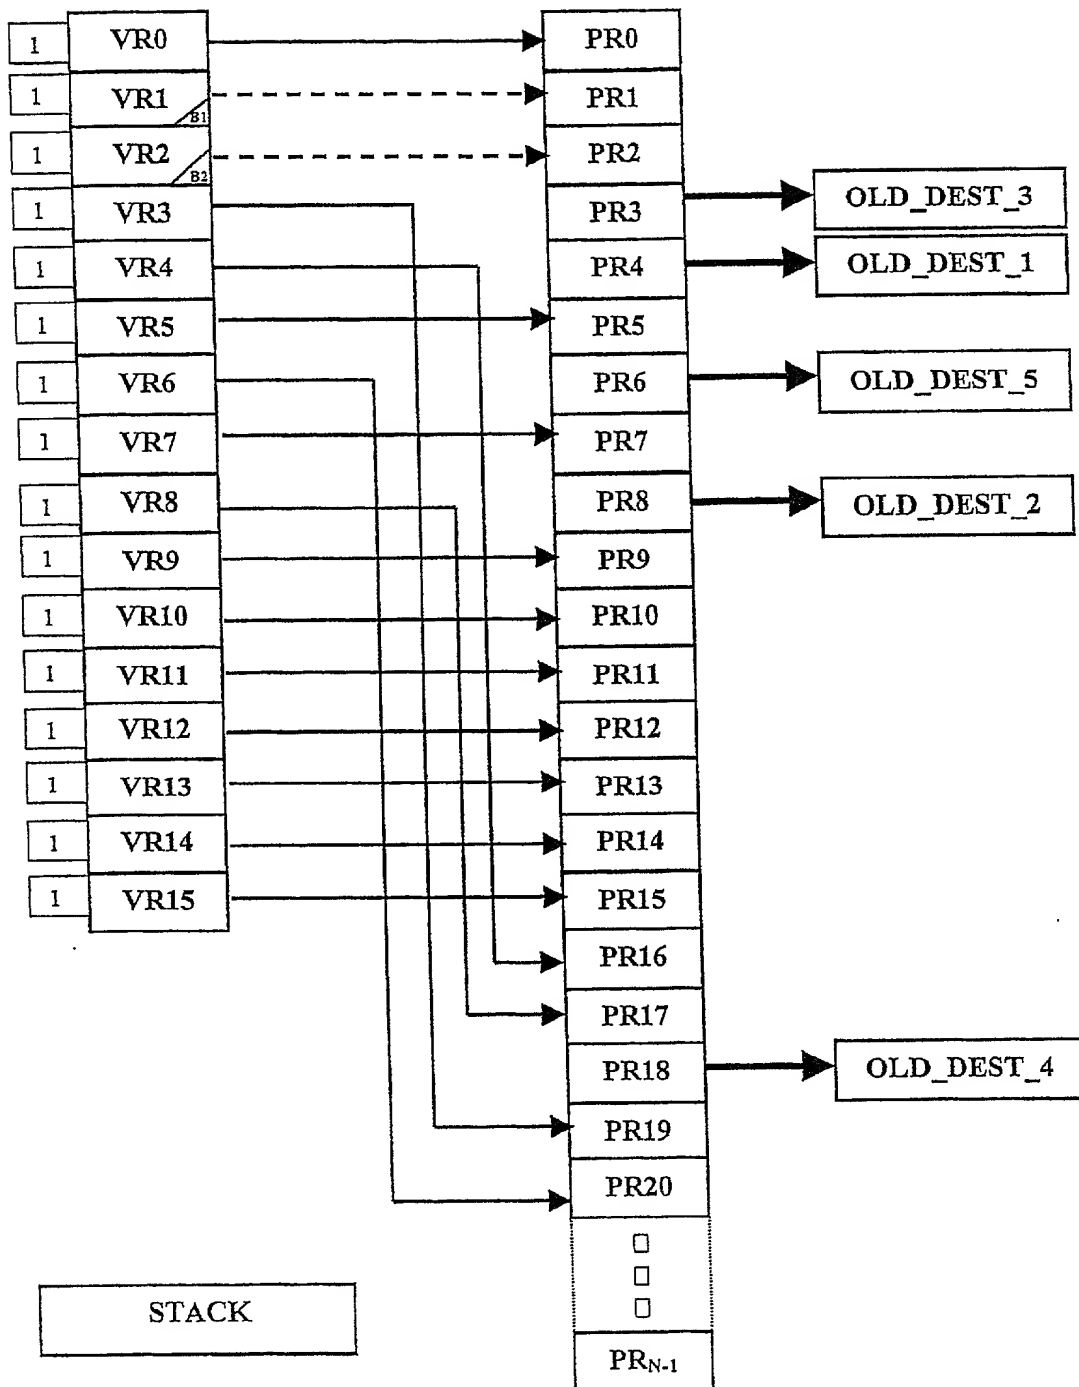 1 VR0 PR0
1 VR1 B1 PR1
1 VR2 B2 PR2
1 VR3 PR3 OLD_DEST_3
1 VR4 PR4 OLD_DEST_1
1 VR5 PR5
1 VR6 PR6 OLD_DEST_5
1 VR7 PR7
1 VR8 PR8 OLD_DEST_2
1 VR9 PR9
1 VR10 PR10
1 VR11 PR11
1 VR12 PR12
1 VR13 PR13
1 VR14 PR14
1 VR15 PR15
PR16
PR17
PR18 OLD_DEST_4
PR19
PR20
STACK
PRN-1